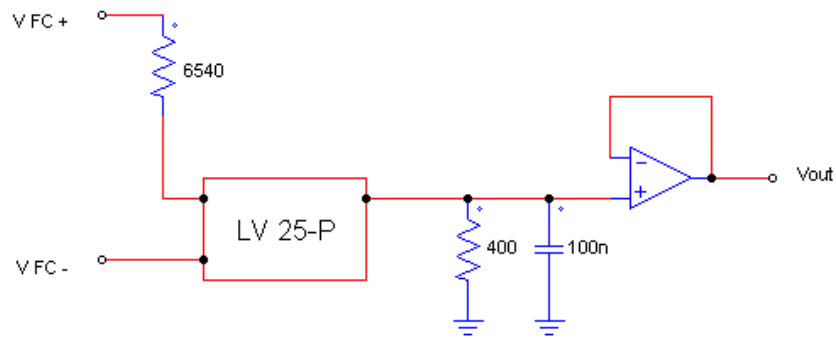 V FC +
6540
Vout
LV 25-P
400
100n
V FC -